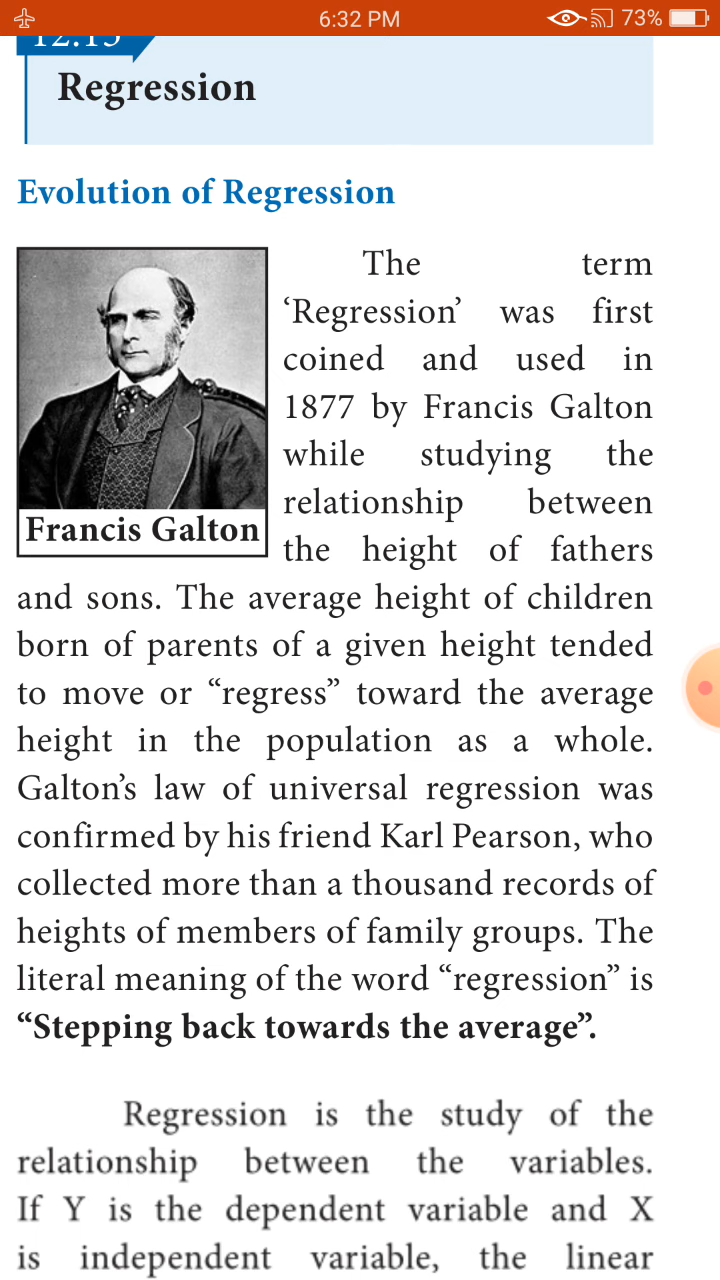 6:32 PM
73%
Regression
Evolution of Regression
The term
‘Regression’ was first
coined and used in
1877 by Francis Galton
while studying the
relationship between
Francis Galton
the height of fathers
and sons. The average height of children
born of parents of a given height tended
to move or “regress” toward the average
height in the population as a whole.
Galton’s law of universal regression was
confirmed by his friend Karl Pearson, who
collected more than a thousand records of
heights of members of family groups. The
literal meaning of the word “regression” is
“Stepping back towards the average”.
Regression is the study of the
relationship between the variables.
If Y is the dependent variable and X
is independent variable, the linear